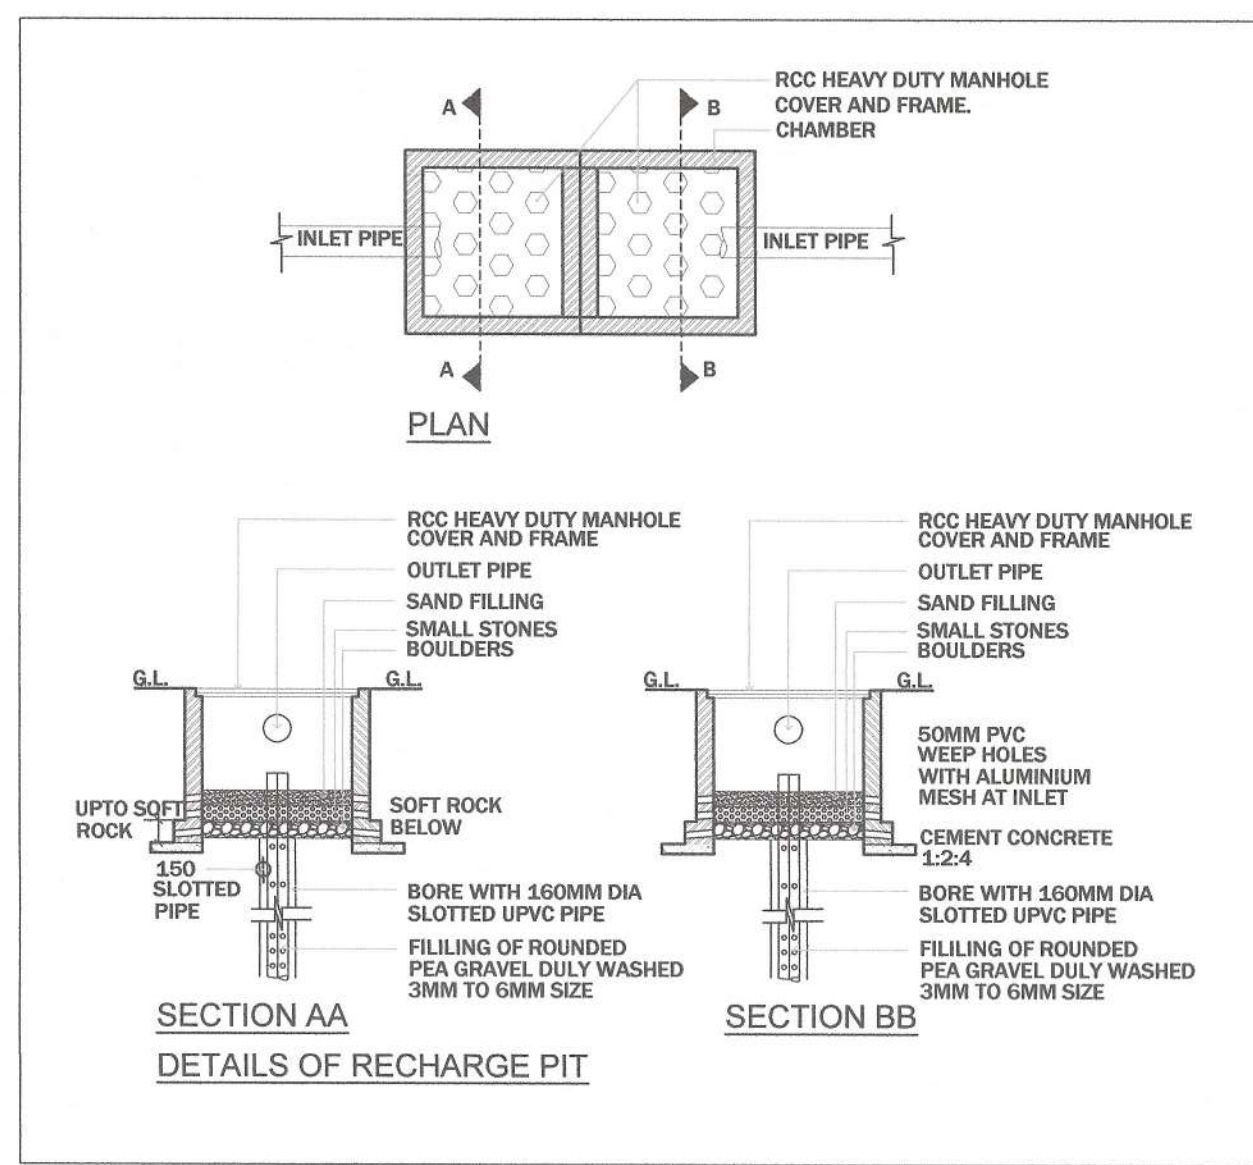 RCC HEAVY DUTY MANHOLE
COVER AND FRAME.
CHAMBER
A
B
INLET PIPE
INLET PIPE
A
B
PLAN
RCC HEAVY DUTY MANHOLE
COVER AND FRAME
OUTLET PIPE
SAND FILLING
SMALL STONES
BOULDERS
G.L.
G.L.
UPTO SOFT
ROCK
SOFT ROCK
BELOW
150
SLOTTED
PIPE
BORE WITH 160MM DIA
SLOTTED UPVC PIPE
FILILING OF ROUNDED
PEA GRAVEL DULY WASHED
3MM TO 6MM SIZE
SECTION AA
RCC HEAVY DUTY MANHOLE
COVER AND FRAME
OUTLET PIPE
SAND FILLING
SMALL STONES
BOULDERS
G.L.
G.L.
50MM PVC
WEEP HOLES
WITH ALUMINIUM
MESH AT INLET
CEMENT CONCRETE
1:2:4
BORE WITH 160MM DIA
SLOTTED UPVC PIPE
FILILING OF ROUNDED
PEA GRAVEL DULY WASHED
3MM TO 6MM SIZE
SECTION BB
DETAILS OF RECHARGE PIT